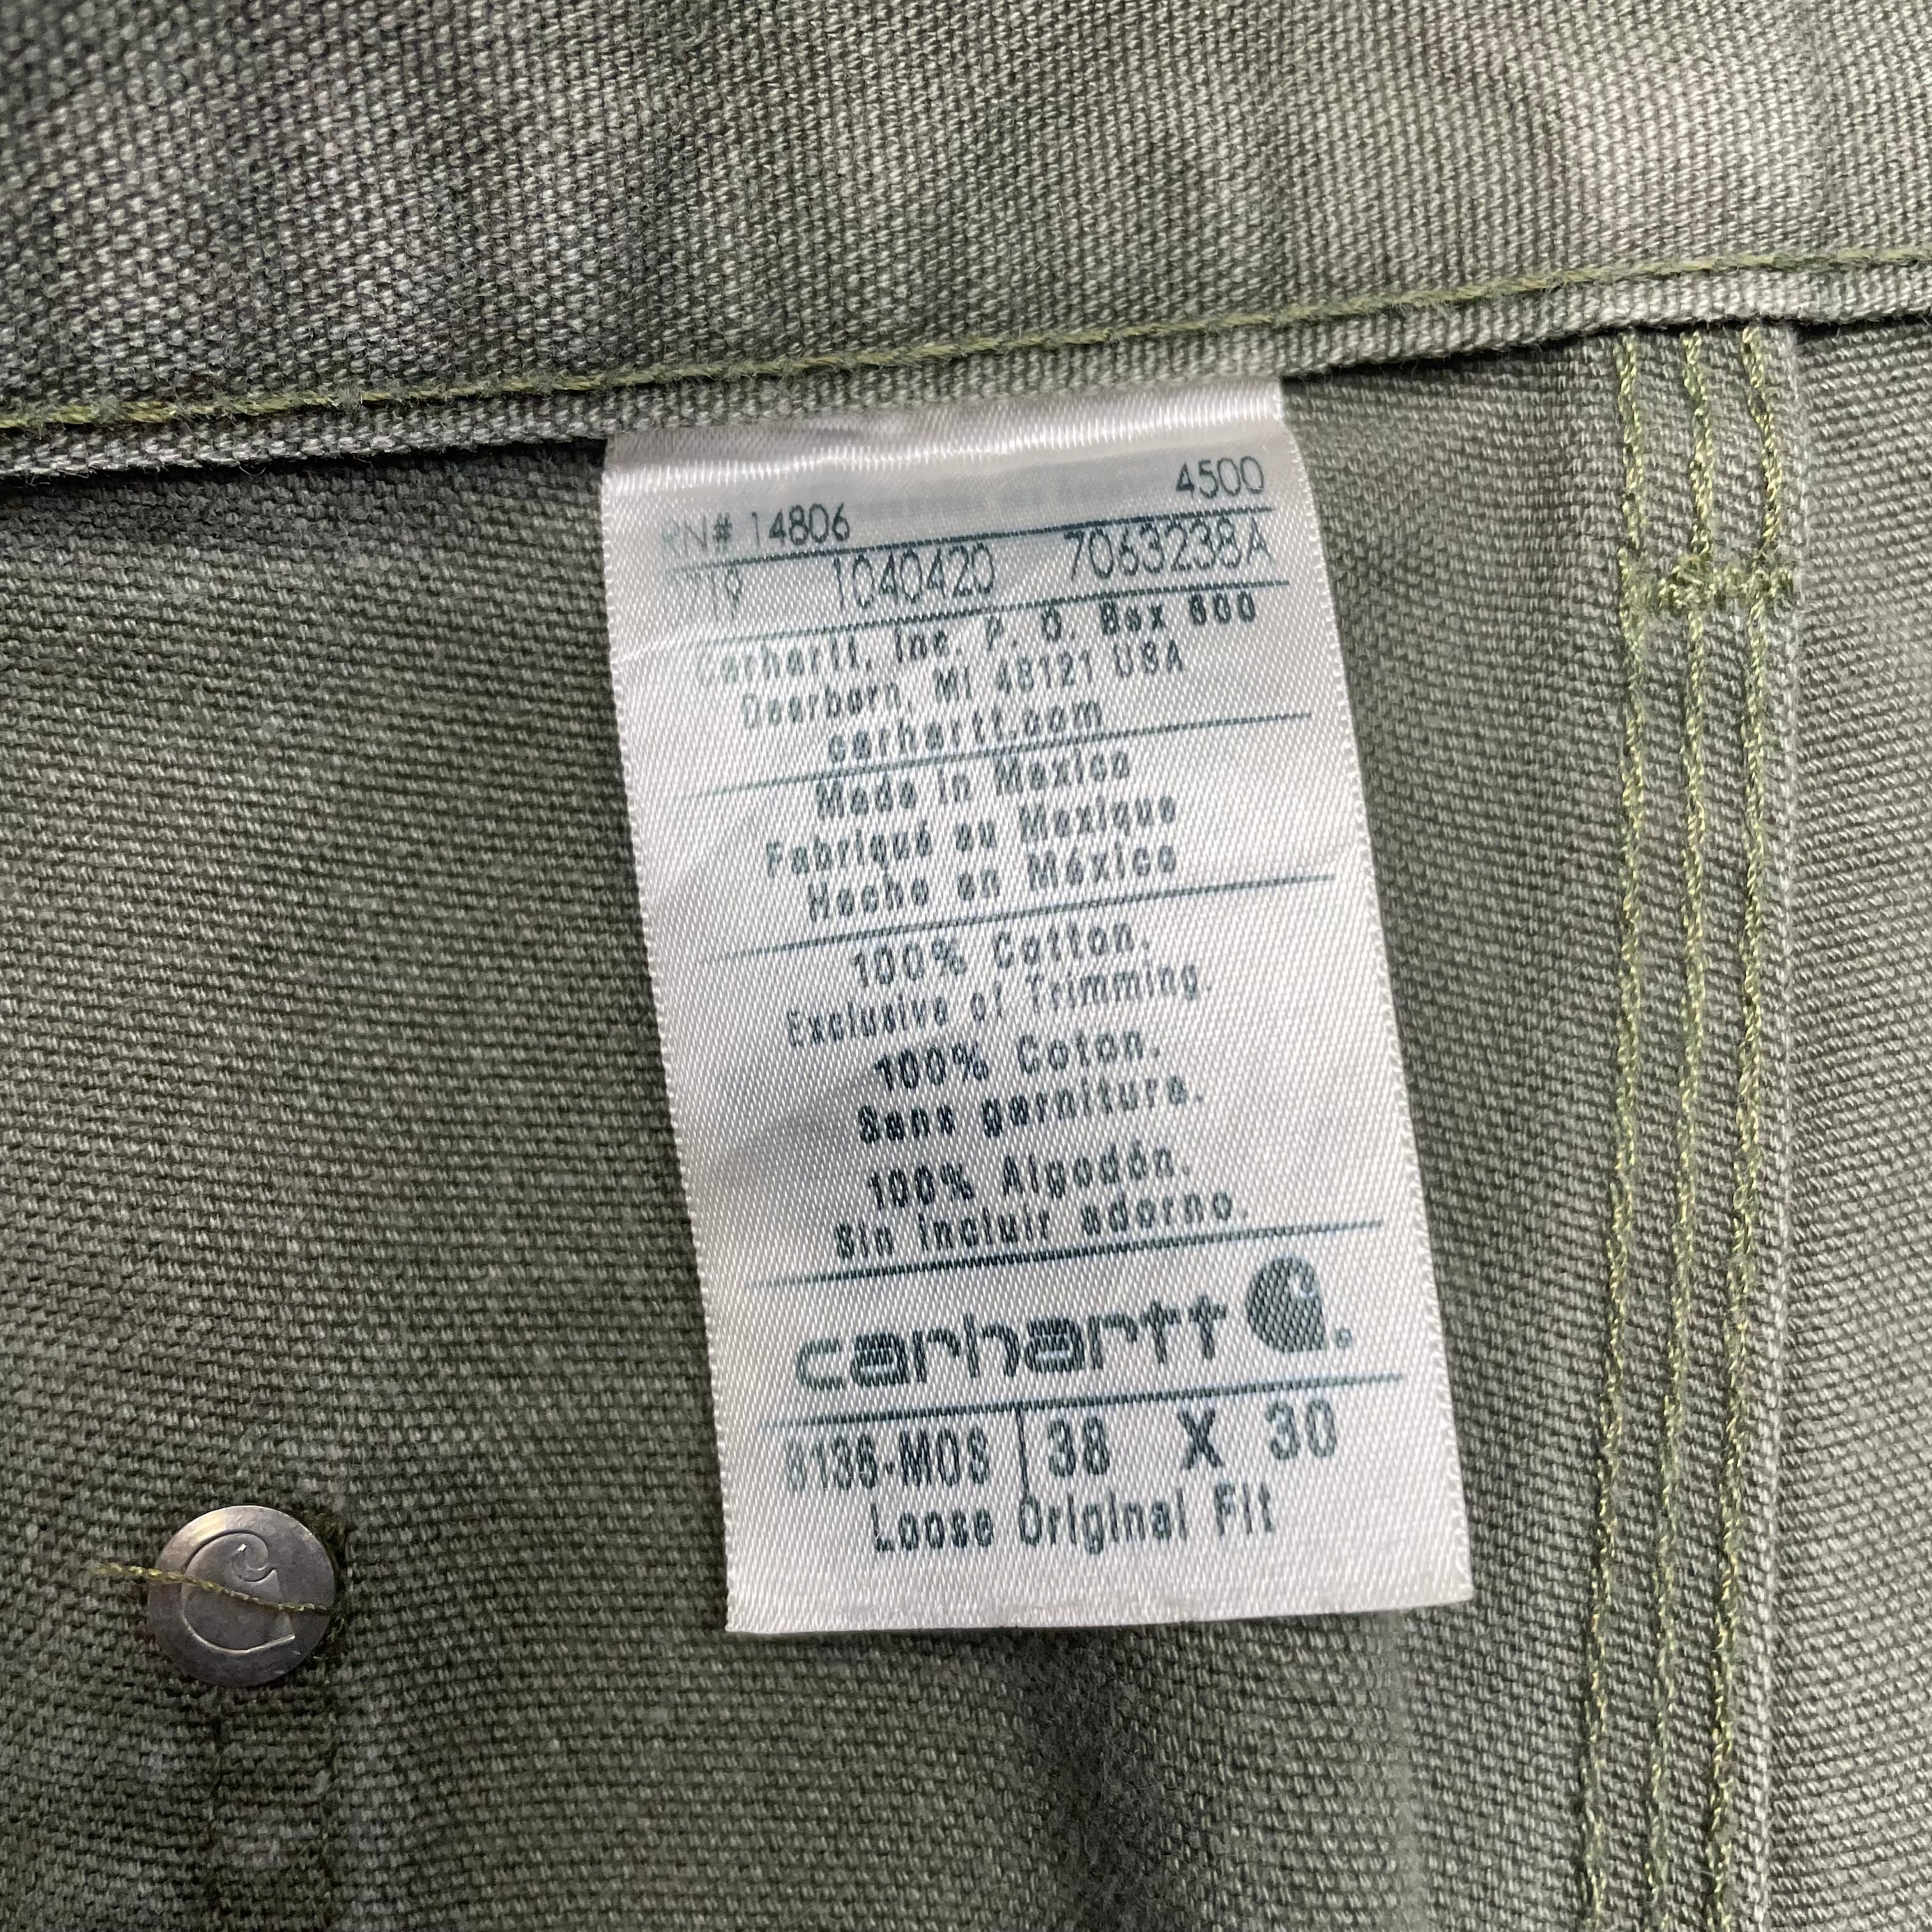 RN# 14806 4500
1040420 7063238A
Carhartt, Inc. P. O. Box 600
Dearborn, MI 48121 USA
carhartt.com
Made in Mexico
Fabriqué au Mexique
Hecho en México
100% Cotton.
Exclusive of Trimming.
100% Coton.
Sans garniture.
100% Algodón.
Sin incluir adorno.
carhartt
B136-MOS 38 X 30
Loose Original Fit